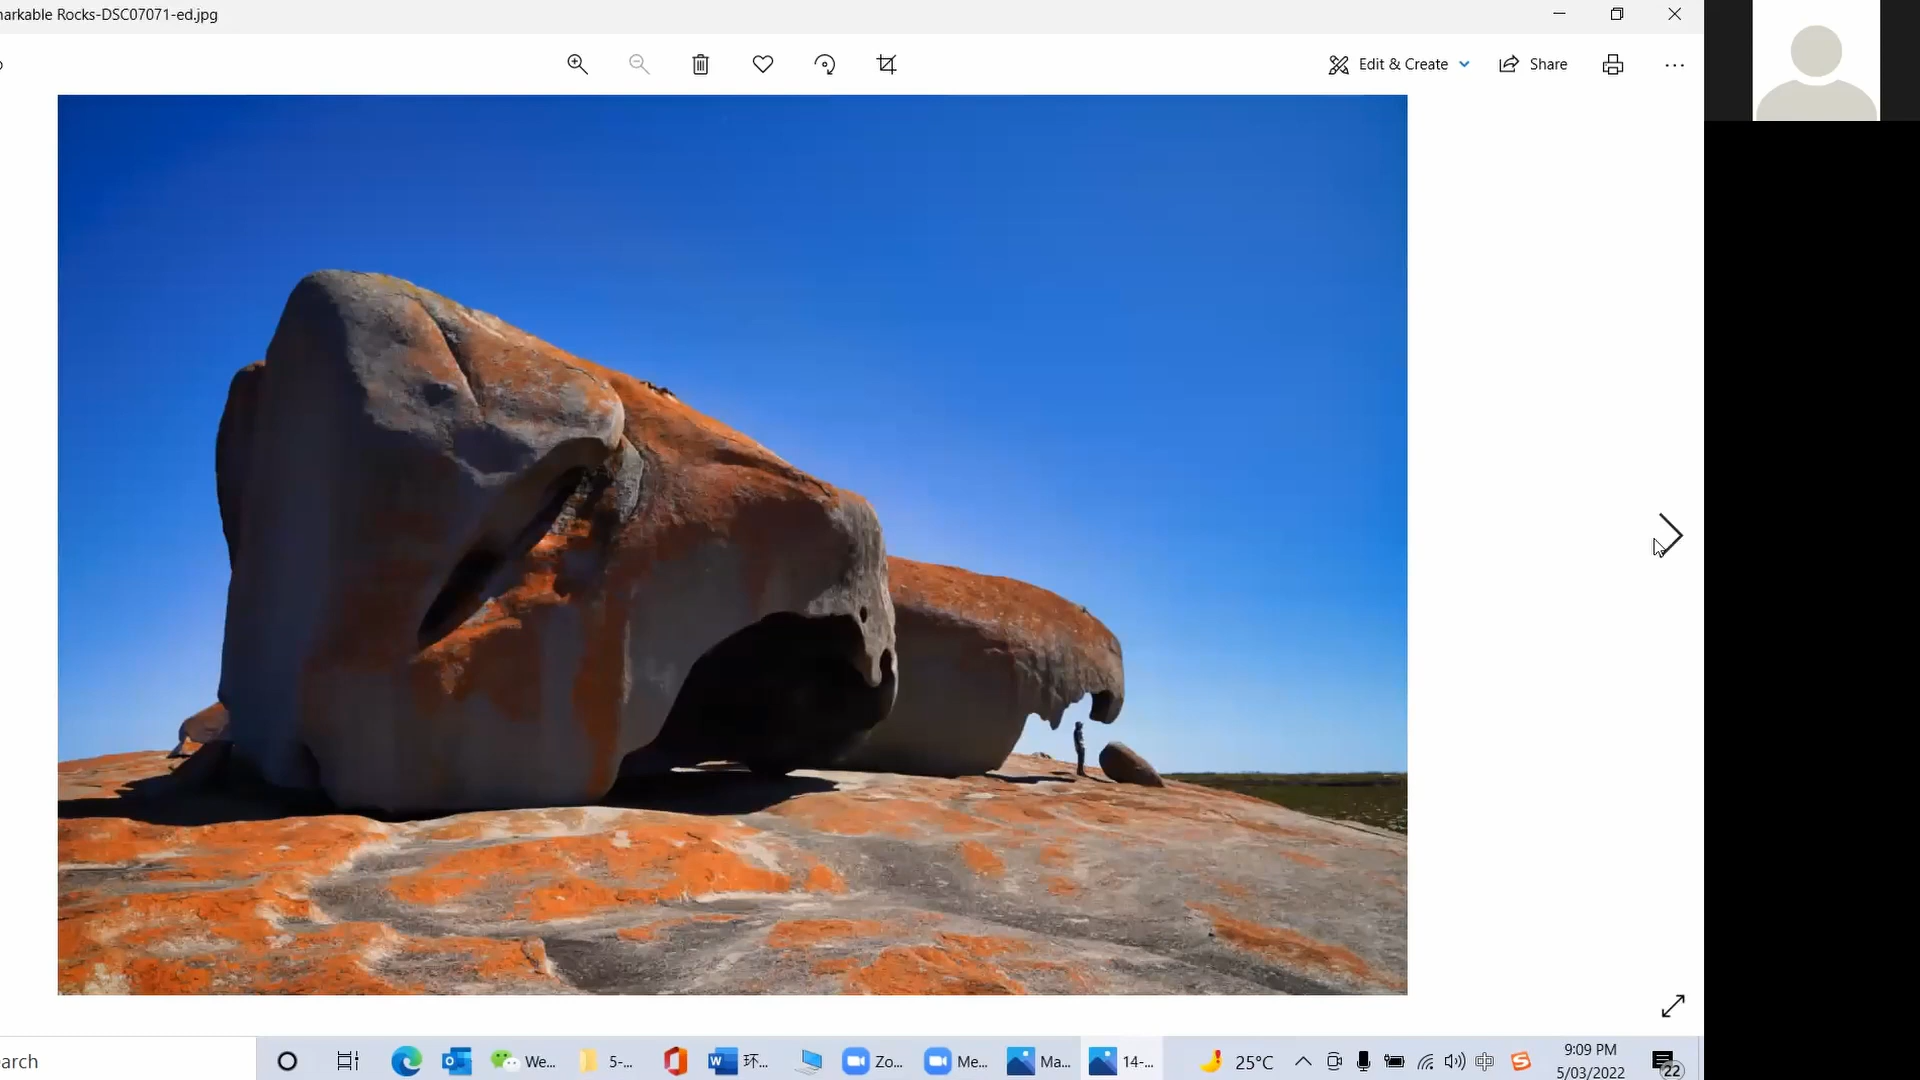 arkable Rocks-DSC07071-ed.jpg
Edit & Create
Share
arch
We...
5-...
环...
Zo...
Me...
Ma...
14-...
25°C
9:09 PM
5/03/2022
22